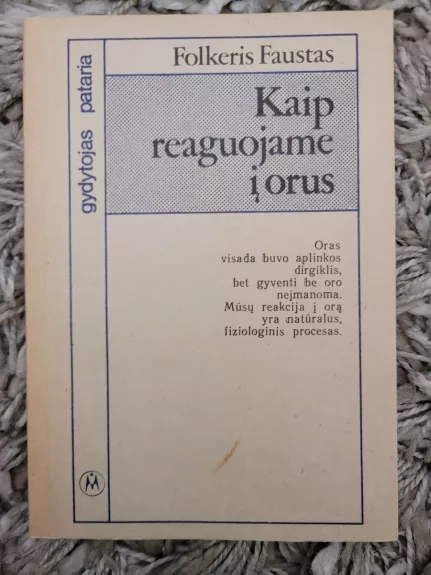 Folkeris Faustas
gydytojas pataria
Kaip
reaguojame
į orus
Oras
visada buvo aplinkos
dirgiklis,
bet gyventi be oro
neįmanoma.
Mūsų reakcija į orą
yra natūralus,
fiziologinis procesas.
M